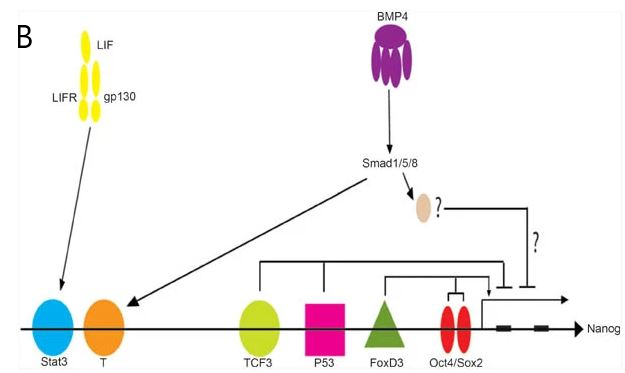 B
BMP4
LIF
LIFR
gp130
Smad1/5/8
?
?
Nanog
Stat3
T
TCF3
P53
FoxD3
Oct4/Sox2